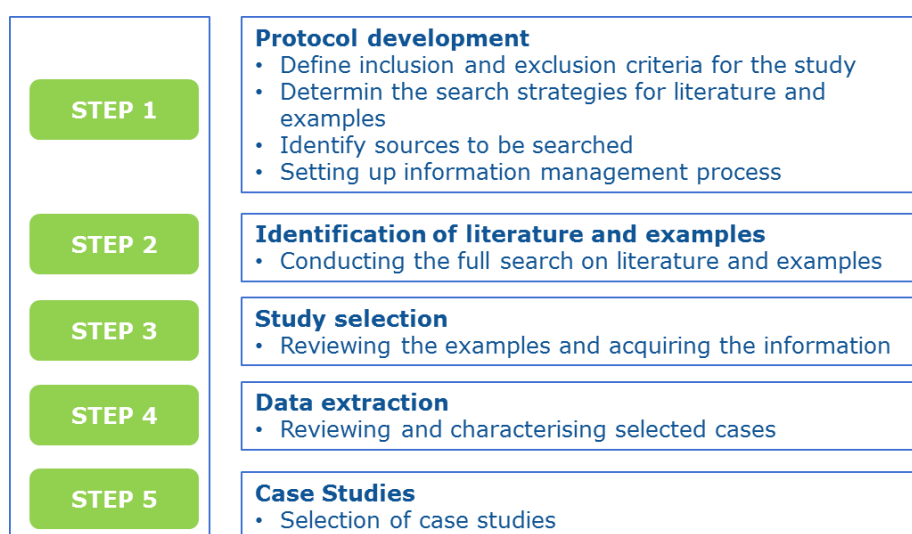 STEP 1
Protocol development
• Define inclusion and exclusion criteria for the study
• Determin the search strategies for literature and
examples
• Identify sources to be searched
• Setting up information management process
STEP 2
Identification of literature and examples
• Conducting the full search on literature and examples
STEP 3
Study selection
• Reviewing the examples and acquiring the information
STEP 4
Data extraction
• Reviewing and characterising selected cases
STEP 5
Case Studies
• Selection of case studies